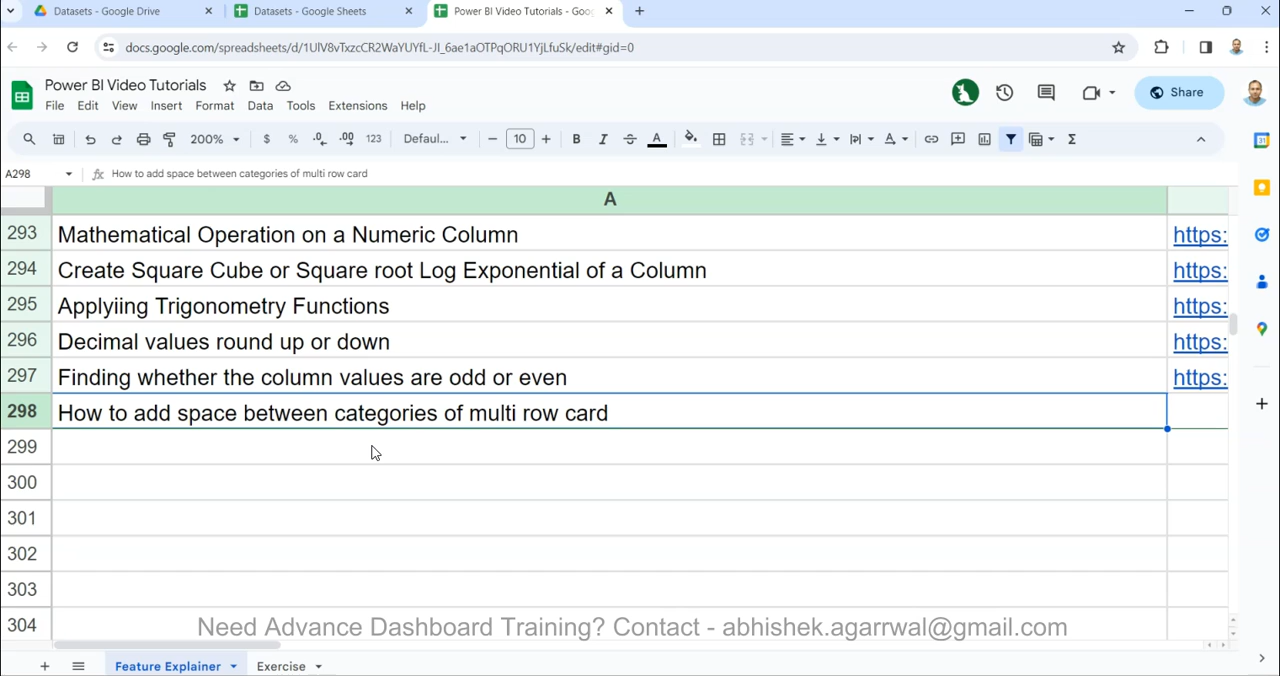 Datasets - Google Drive
Datasets - Google Sheets
Power BI Video Tutorials - Goo
docs.google.com/spreadsheets/d/1UlV8vTxzcCR2WaYUYfL-JI_6ae1aOTPqORU1YjLfuSk/edit#gid=0
Power BI Video Tutorials
Share
File Edit View Insert Format Data Tools Extensions Help
200% $ % .0 .00 123 Defaul... 10 B I A Σ
A298 fx How to add space between categories of multi row card
A
293 Mathematical Operation on a Numeric Column https:
294 Create Square Cube or Square root Log Exponential of a Column https:
295 Applyiing Trigonometry Functions https:
296 Decimal values round up or down https:
297 Finding whether the column values are odd or even https:
298 How to add space between categories of multi row card
299
300
301
302
303
304
Need Advance Dashboard Training? Contact - abhishek.agarrwal@gmail.com
Feature Explainer Exercise